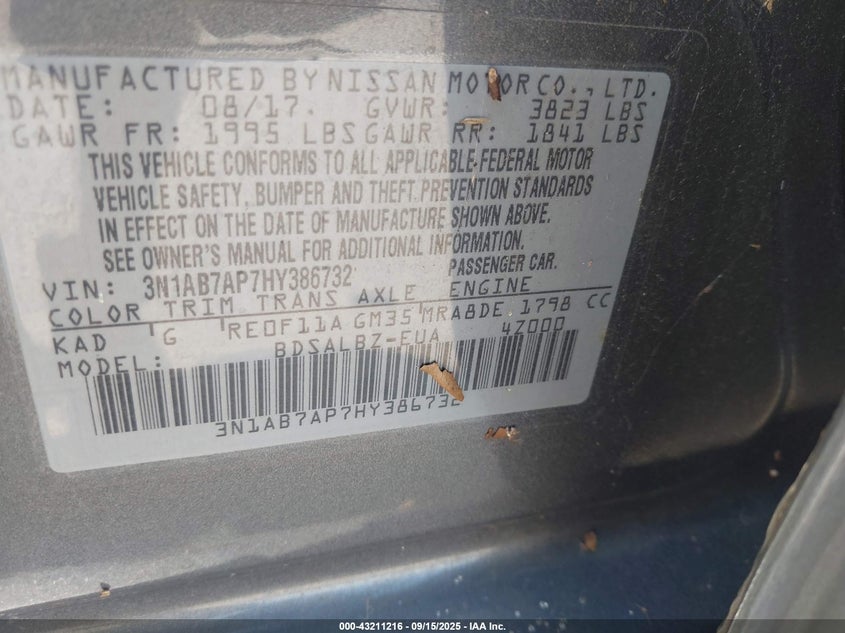 MANUFACTURED BY NISSAN MOTOR CO., LTD.
DATE: 08/17. GVWR: 3823 LBS
GAWR FR: 1995 LBS GAWR RR: 1841 LBS
THIS VEHICLE CONFORMS TO ALL APPLICABLE FEDERAL MOTOR
VEHICLE SAFETY, BUMPER AND THEFT PREVENTION STANDARDS
IN EFFECT ON THE DATE OF MANUFACTURE SHOWN ABOVE.
SEE OWNER'S MANUAL FOR ADDITIONAL INFORMATION.
VIN: 3N1AB7AP7HY386732 PASSENGER CAR.
COLOR TRIM TRANS AXLE ENGINE
KAD G RE0F11A GM35 MRA8DE 1798 CC
MODEL: BDSALBZ-EUA 4Z000
3N1AB7AP7HY386732
000-43211216 - 09/15/2025 - IAA Inc.